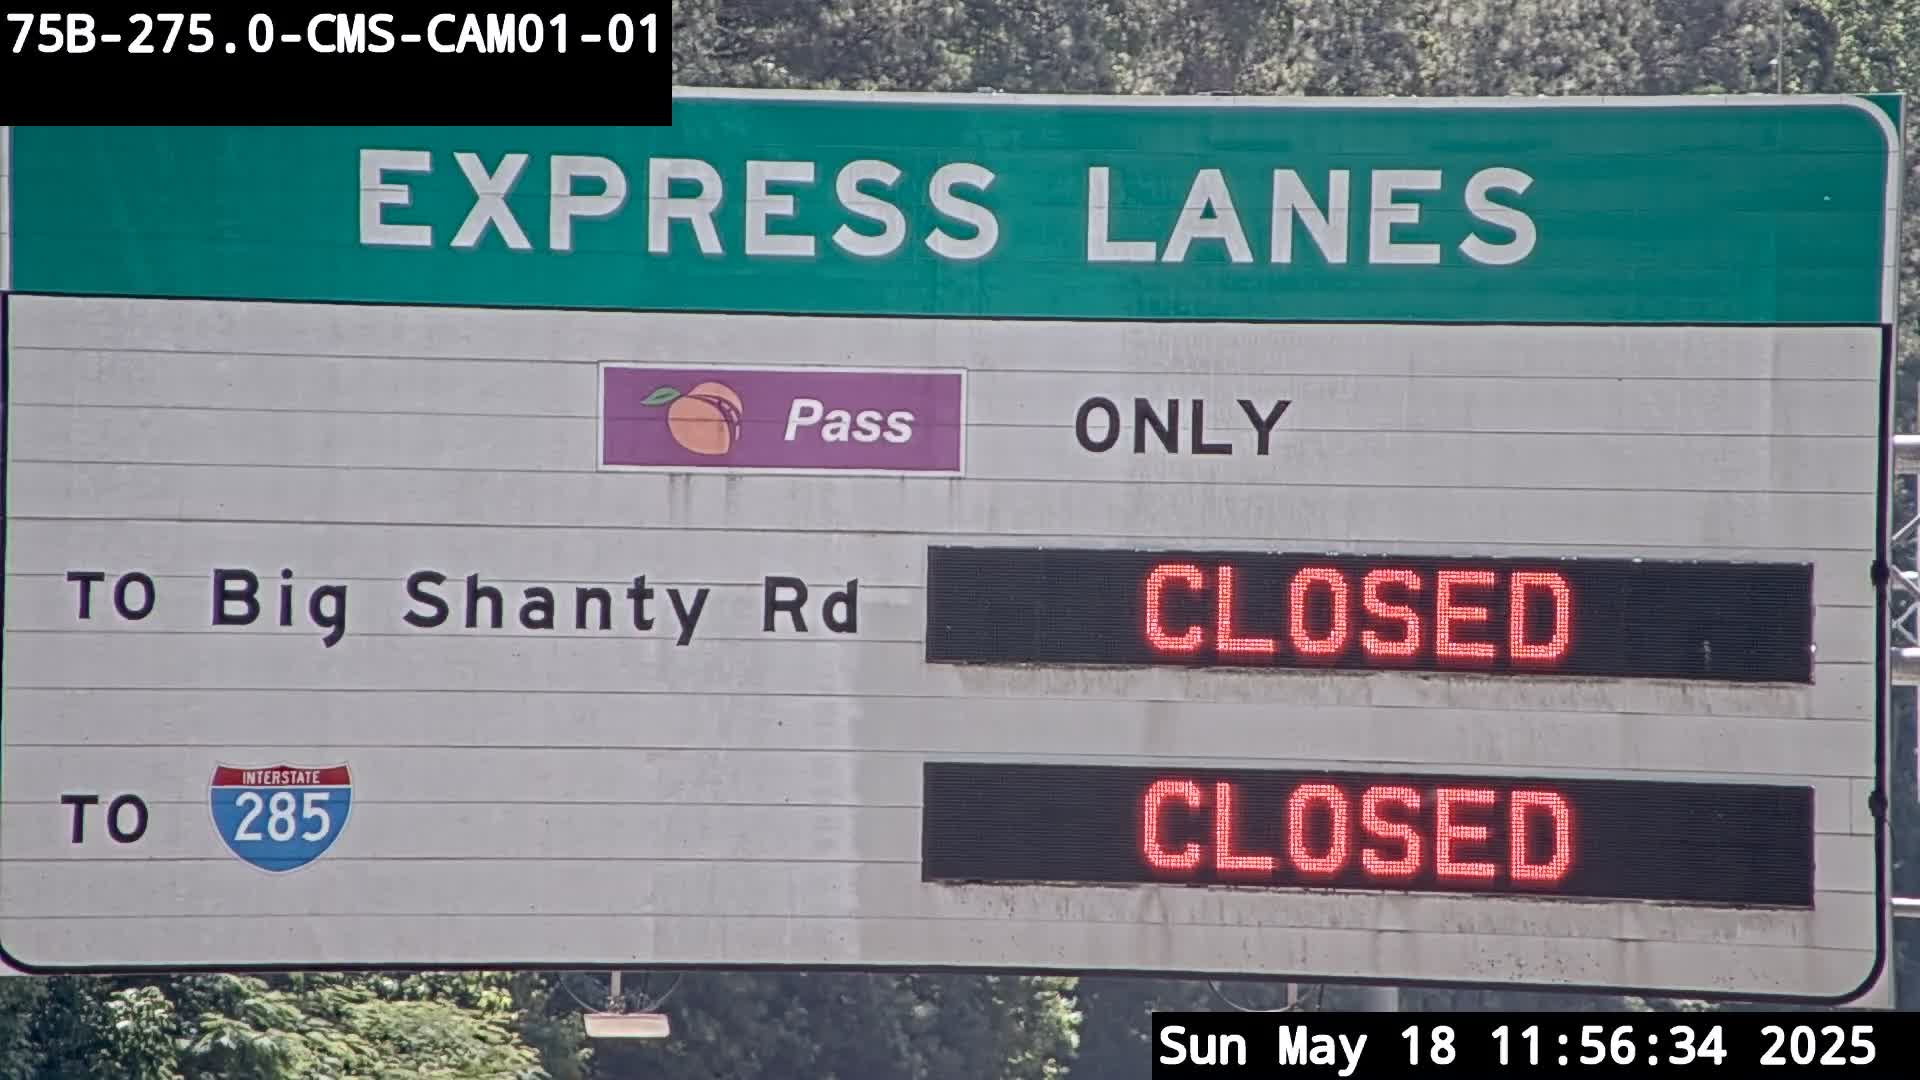 75B-275.0-CMS-CAM01-01
EXPRESS LANES
Pass ONLY
TO Big Shanty Rd CLOSED
TO INTERSTATE 285 CLOSED
Sun May 18 11:56:34 2025